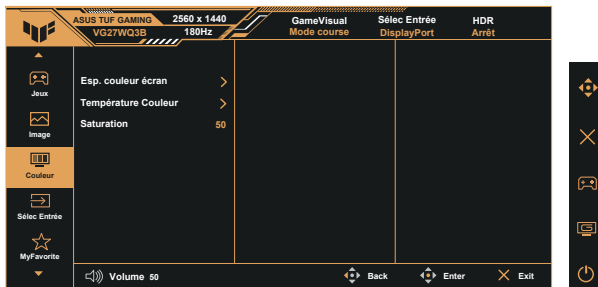 ASUS TUF GAMING 2560 x 1440
VG27WQ3B 180Hz
GameVisual Sélec Entrée HDR
Mode course DisplayPort Arrêt
Jeux
Image
Couleur
Sélec Entrée
MyFavorite
Esp. couleur écran
Température Couleur
Saturation 50
Volume 50 Back Enter Exit